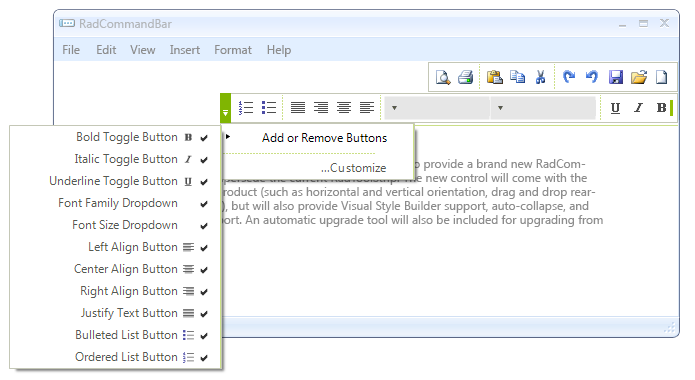 RadCommandBar
File Edit View Insert Format Help
U I B
Add or Remove Buttons
...Customize
Bold Toggle Button B
Italic Toggle Button I
Underline Toggle Button U
Font Family Dropdown
Font Size Dropdown
Left Align Button
Center Align Button
Right Align Button
Justify Text Button
Bulleted List Button
Ordered List Button
to provide a brand new RadCom-
The new control will come with the
product (such as horizontal and vertical orientation, drag and drop rear-
), but will also provide Visual Style Builder support, auto-collapse, and
port. An automatic upgrade tool will also be included for upgrading from